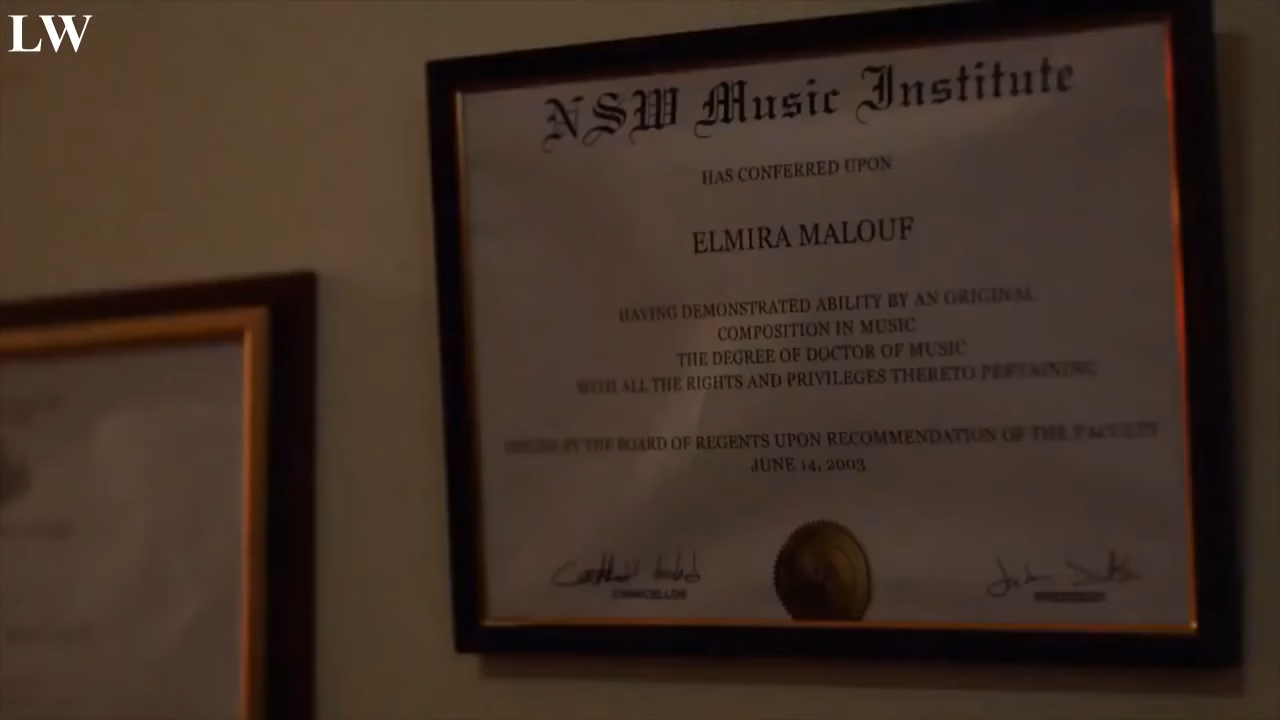 LW
NSW Music Institute
HAS CONFERRED UPON
ELMIRA MALOUF
HAVING DEMONSTRATED ABILITY BY AN ORIGINAL
COMPOSITION IN MUSIC
THE DEGREE OF DOCTOR OF MUSIC
WITH ALL THE RIGHTS AND PRIVILEGES THERETO PERTAINING
ISSUED BY THE BOARD OF REGENTS UPON RECOMMENDATION OF THE FACULTY
JUNE 14, 2003
CHANCELLOR
PRESIDENT